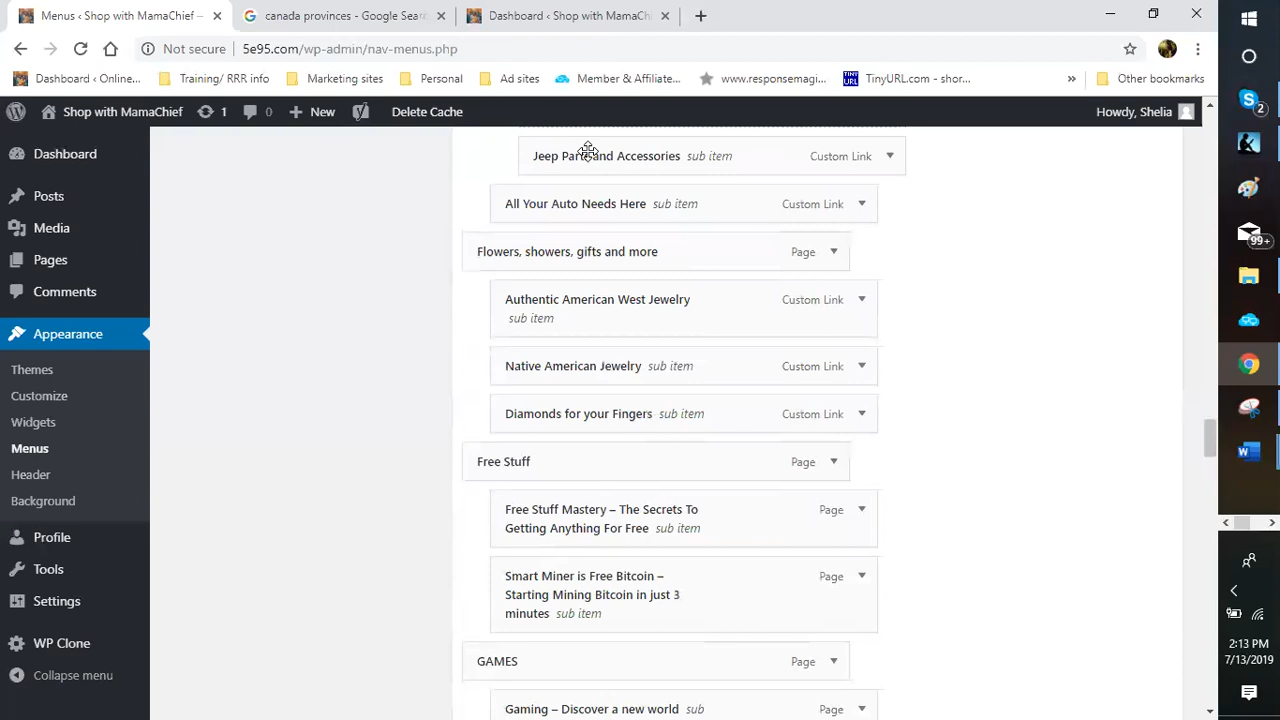 Menus ‹ Shop with MamaChief –
canada provinces - Google Sear
Dashboard ‹ Shop with MamaCh
Not secure
5e95.com/wp-admin/nav-menus.php
Dashboard ‹ Online...
Training/ RRR info
Marketing sites
Personal
Ad sites
Member & Affiliate...
www.responsemagi...
TINY
URL
TinyURL.com - shor...
»
Other bookmarks
Shop with MamaChief
1
0
New
Delete Cache
Howdy, Shelia
Dashboard
Posts
Media
Pages
Comments
Appearance
Themes
Customize
Widgets
Menus
Header
Background
Profile
Tools
Settings
WP Clone
Collapse menu
Jeep Parts and Accessories sub item
Custom Link
All Your Auto Needs Here sub item
Custom Link
Flowers, showers, gifts and more
Page
Authentic American West Jewelry
sub item
Custom Link
Native American Jewelry sub item
Custom Link
Diamonds for your Fingers sub item
Custom Link
Free Stuff
Page
Free Stuff Mastery – The Secrets To
Getting Anything For Free sub item
Page
Smart Miner is Free Bitcoin –
Starting Mining Bitcoin in just 3
minutes sub item
Page
GAMES
Page
Gaming – Discover a new world sub
Page
2
99+
2:13 PM
7/13/2019